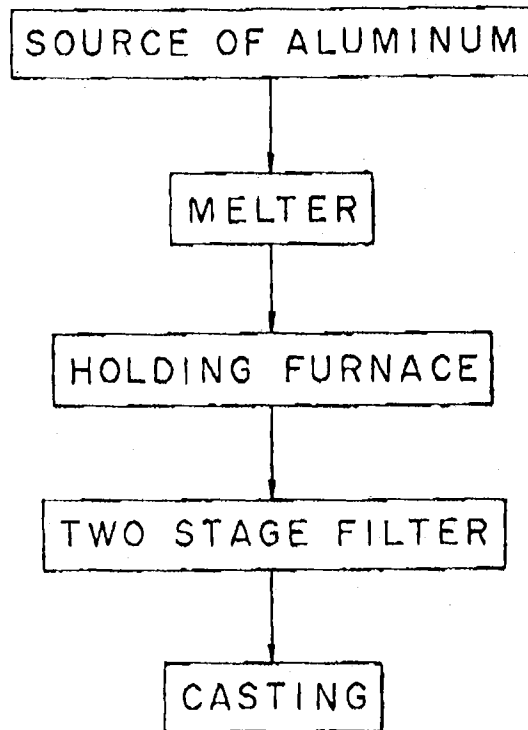 SOURCE OF ALUMINUM
MELTER
HOLDING FURNACE
TWO STAGE FILTER
CASTING